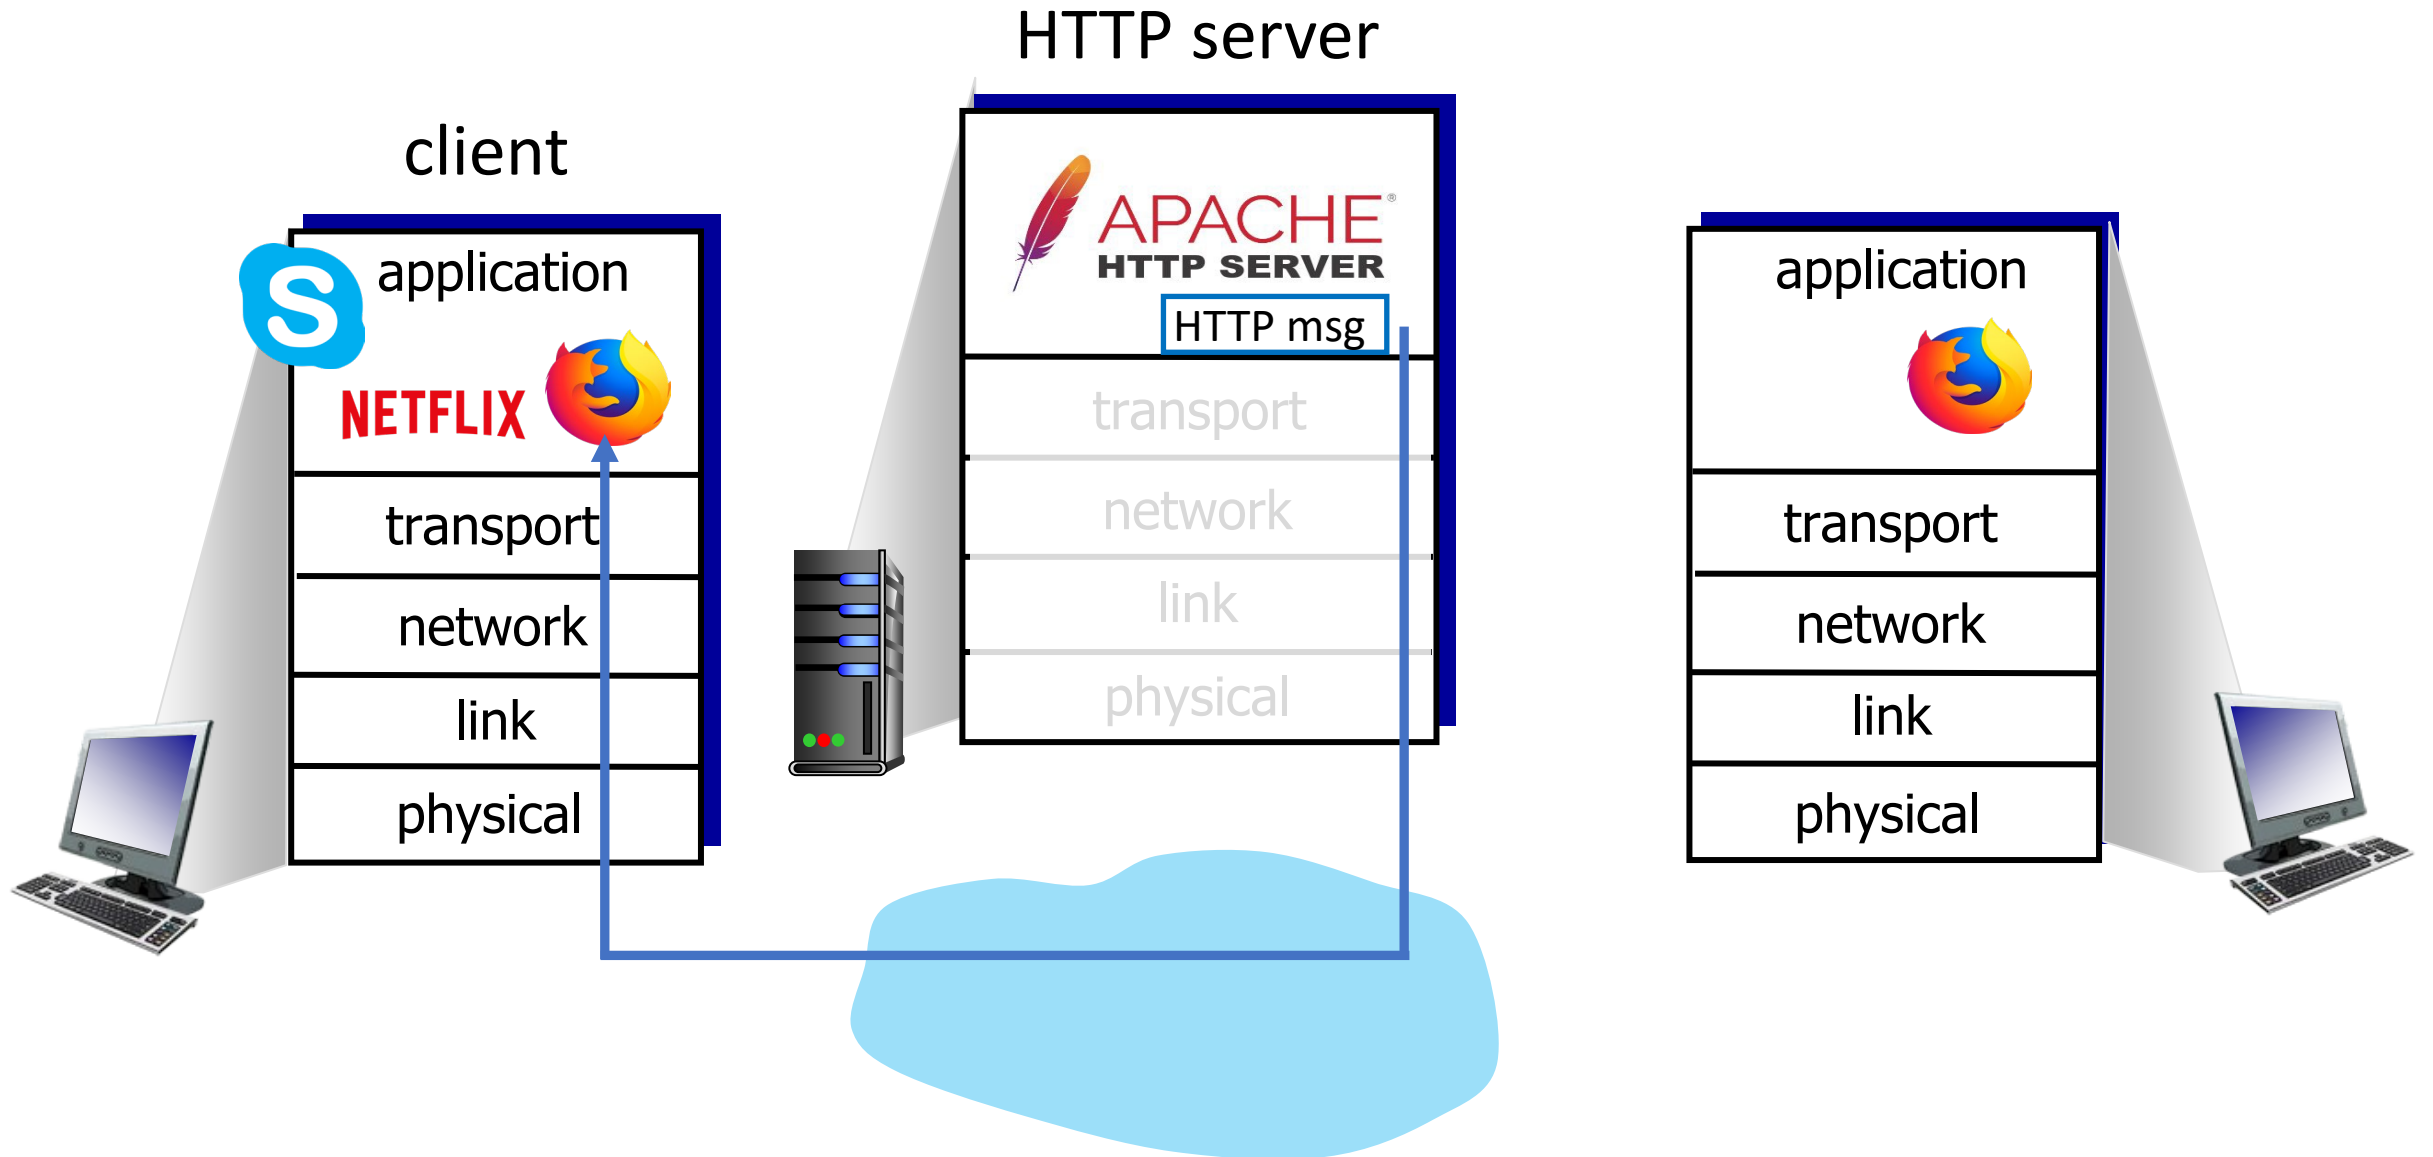 HTTP server
client
application
S
NETFLIX
transport
network
link
physical
APACHE®
HTTP SERVER
HTTP msg
transport
network
link
physical
application
transport
network
link
physical